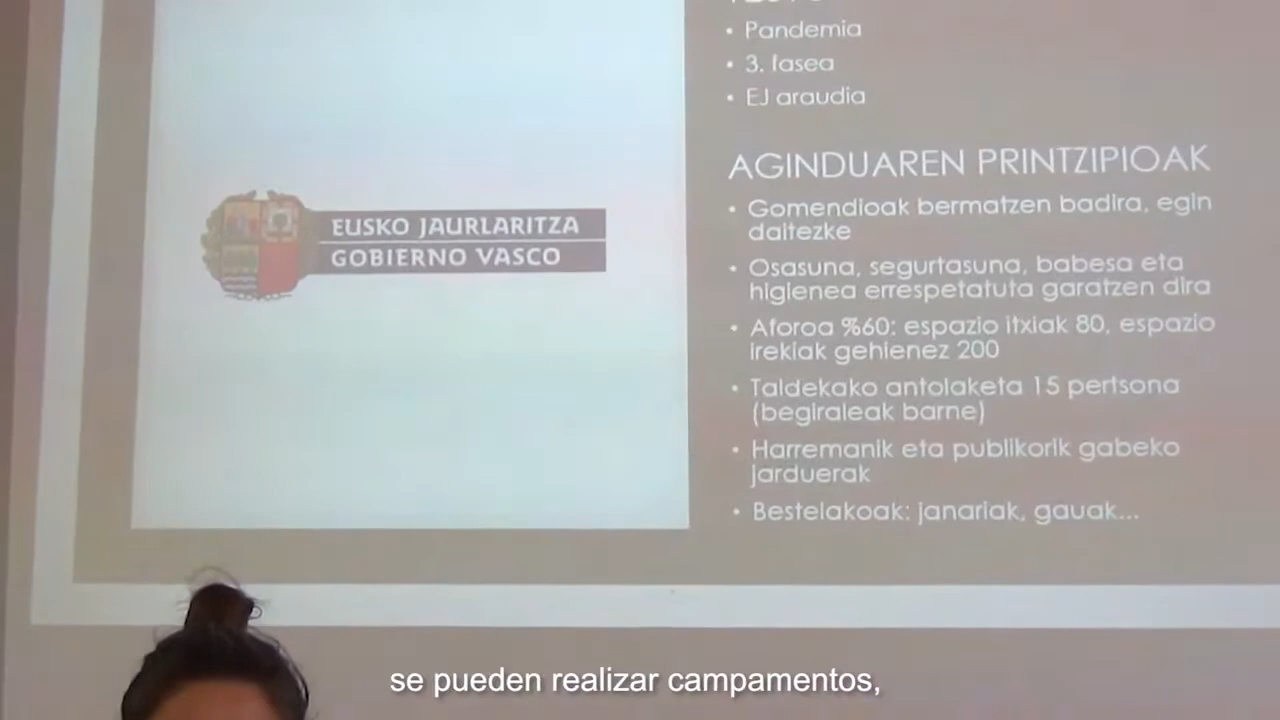 • Pandemia
• 3. fasea
• EJ araudia
AGINDUAREN PRINTZIPIOAK
• Gomendioak bermatzen badira, egin
daitezke
• Osasuna, segurtasuna, babesa eta
higienea errespetatuta garatzen dira
• Aforoa %60: espazio itxiak 80, espazio
irekiak gehienez 200
• Taldekako antolaketa 15 pertsona
(begiraleak barne)
• Harremanik eta publikorik gabeko
jarduerak
• Bestelakoak: janariak, gauak...
EUSKO JAURLARITZA
GOBIERNO VASCO
se pueden realizar campamentos,